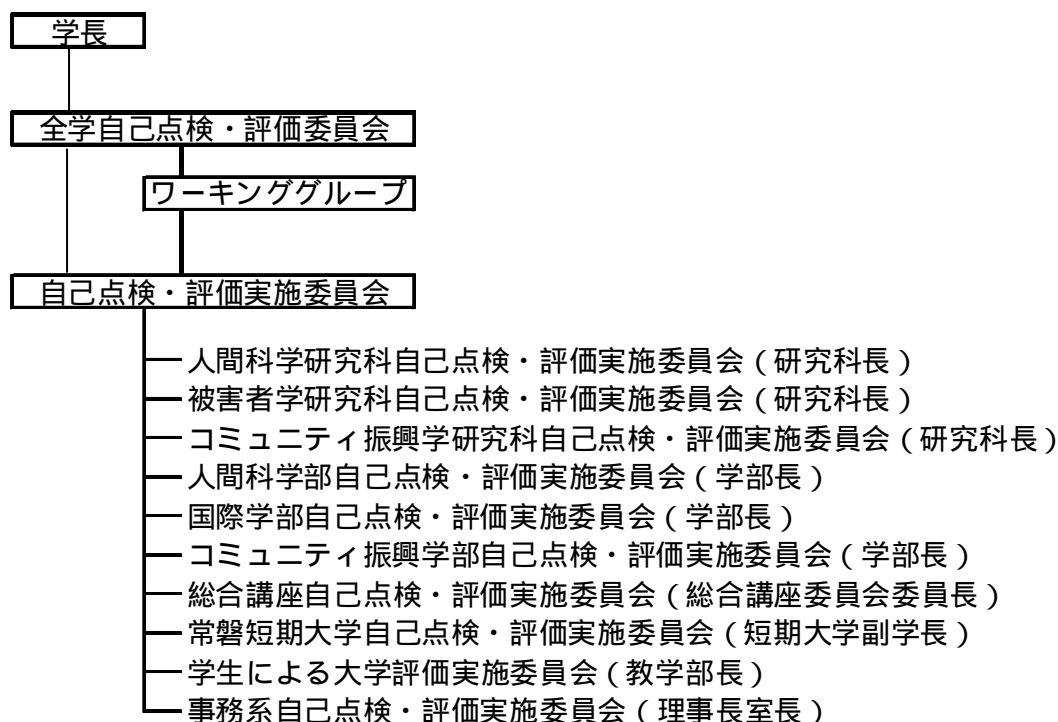 学長
全学自己点検・評価委員会
ワーキンググループ
自己点検・評価実施委員会
人間科学研究科自己点検・評価実施委員会（研究科長）
被害者学研究科自己点検・評価実施委員会（研究科長）
コミュニティ振興学研究科自己点検・評価実施委員会（研究科長）
人間科学部自己点検・評価実施委員会（学部長）
国際学部自己点検・評価実施委員会（学部長）
コミュニティ振興学部自己点検・評価実施委員会（学部長）
総合講座自己点検・評価実施委員会（総合講座委員会委員長）
常磐短期大学自己点検・評価実施委員会（短期大学副学長）
学生による大学評価実施委員会（教学部長）
事務系自己点検・評価実施委員会（理事長室長）